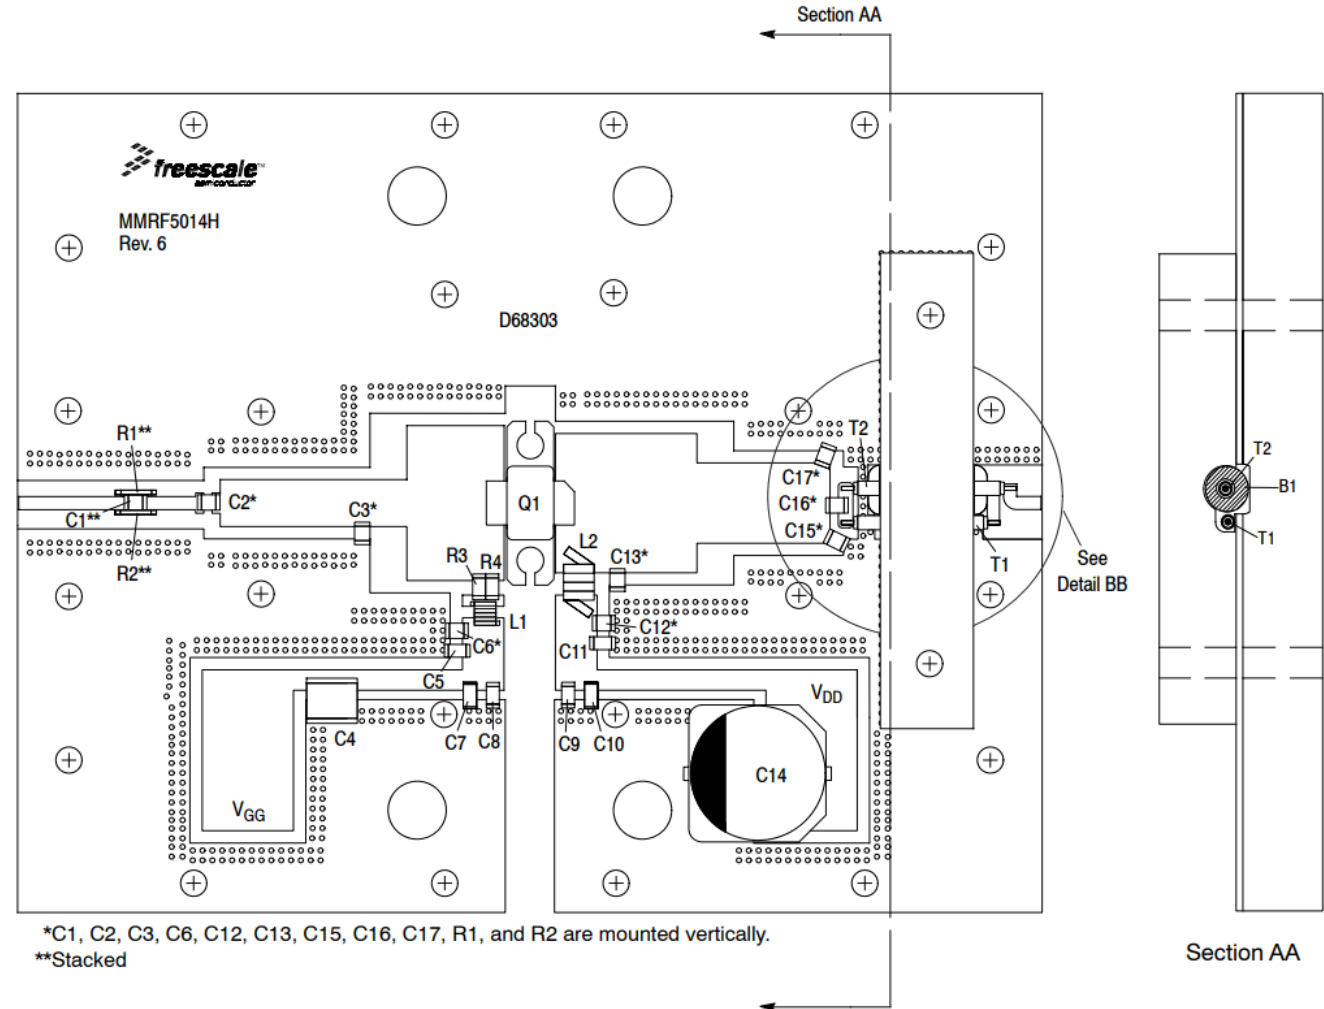 Section AA
freescale™
semiconductor
MMRF5014H
Rev. 6
D68303
R1**
C1**
R2**
C2*
C3*
R3
R4
Q1
L2
C13*
L1
C6*
C5
C12*
C11
T2
C17*
C16*
C15*
T1
See
Detail BB
T2
B1
T1
C4
C7
C8
C9
C10
VDD
C14
VGG
*C1, C2, C3, C6, C12, C13, C15, C16, C17, R1, and R2 are mounted vertically.
**Stacked
Section AA